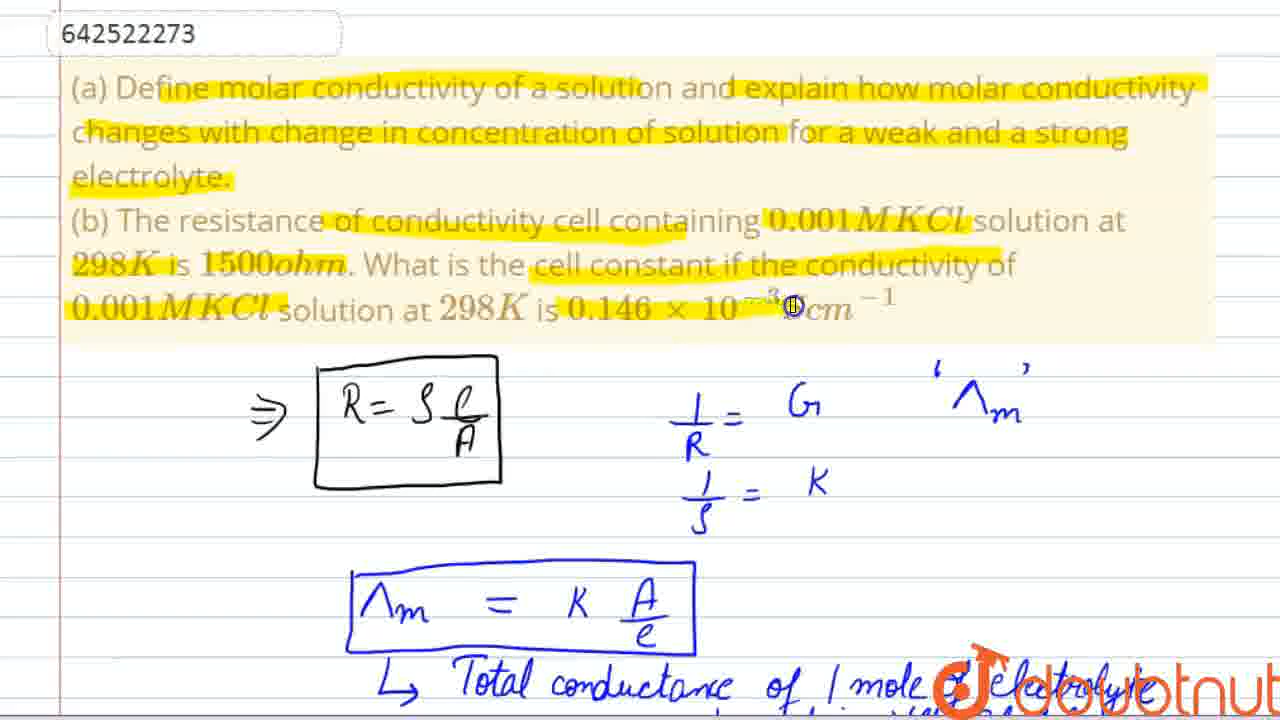 642522273
(a) Define molar conductivity of a solution and explain how molar conductivity
changes with change in concentration of solution for a weak and a strong
electrolyte.
(b) The resistance of conductivity cell containing 0.001MKCl solution at
298K is 1500ohm. What is the cell constant if the conductivity of
0.001MKCl solution at 298K is 0.146 × 10⁻³Scm⁻¹
⇒ R = ρ l/A
1/R = G
'Λm'
1/ρ = K
Λm = K A/l
↳ Total conductance of 1 mole of electrolyte
doubtnut